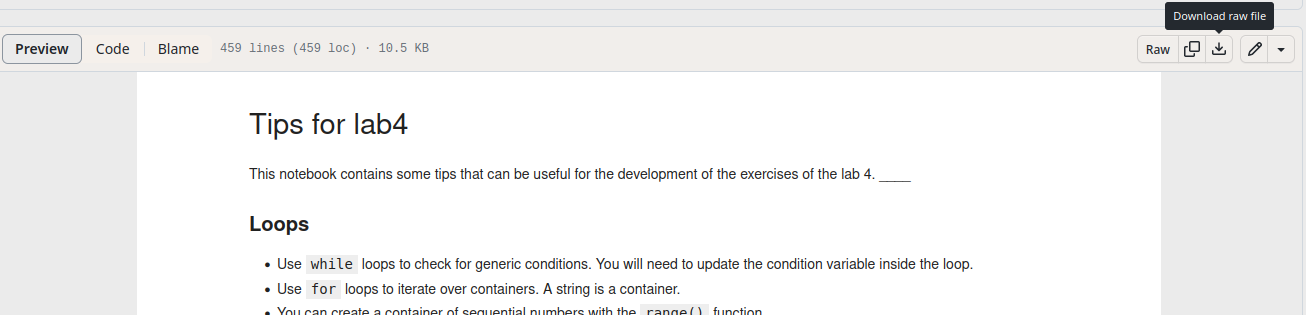 Download raw file
Preview Code Blame 459 lines (459 loc) · 10.5 KB Raw
Tips for lab4
This notebook contains some tips that can be useful for the development of the exercises of the lab 4. ____
Loops
• Use while loops to check for generic conditions. You will need to update the condition variable inside the loop.
• Use for loops to iterate over containers. A string is a container.
• You can create a container of sequential numbers with the range() function